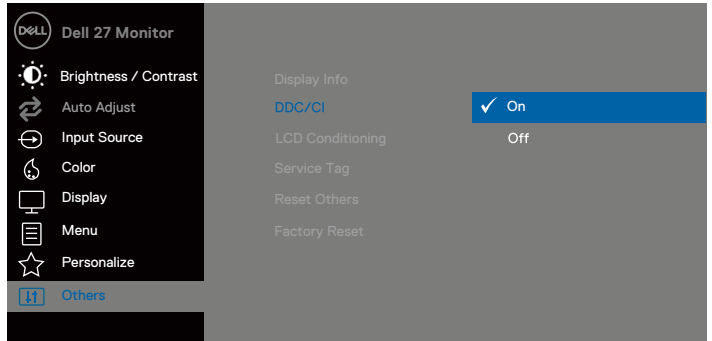 DELL Dell 27 Monitor
Brightness / Contrast
Auto Adjust
Input Source
Color
Display
Menu
Personalize
Others
Display Info
DDC/CI
LCD Conditioning
Service Tag
Reset Others
Factory Reset
On
Off